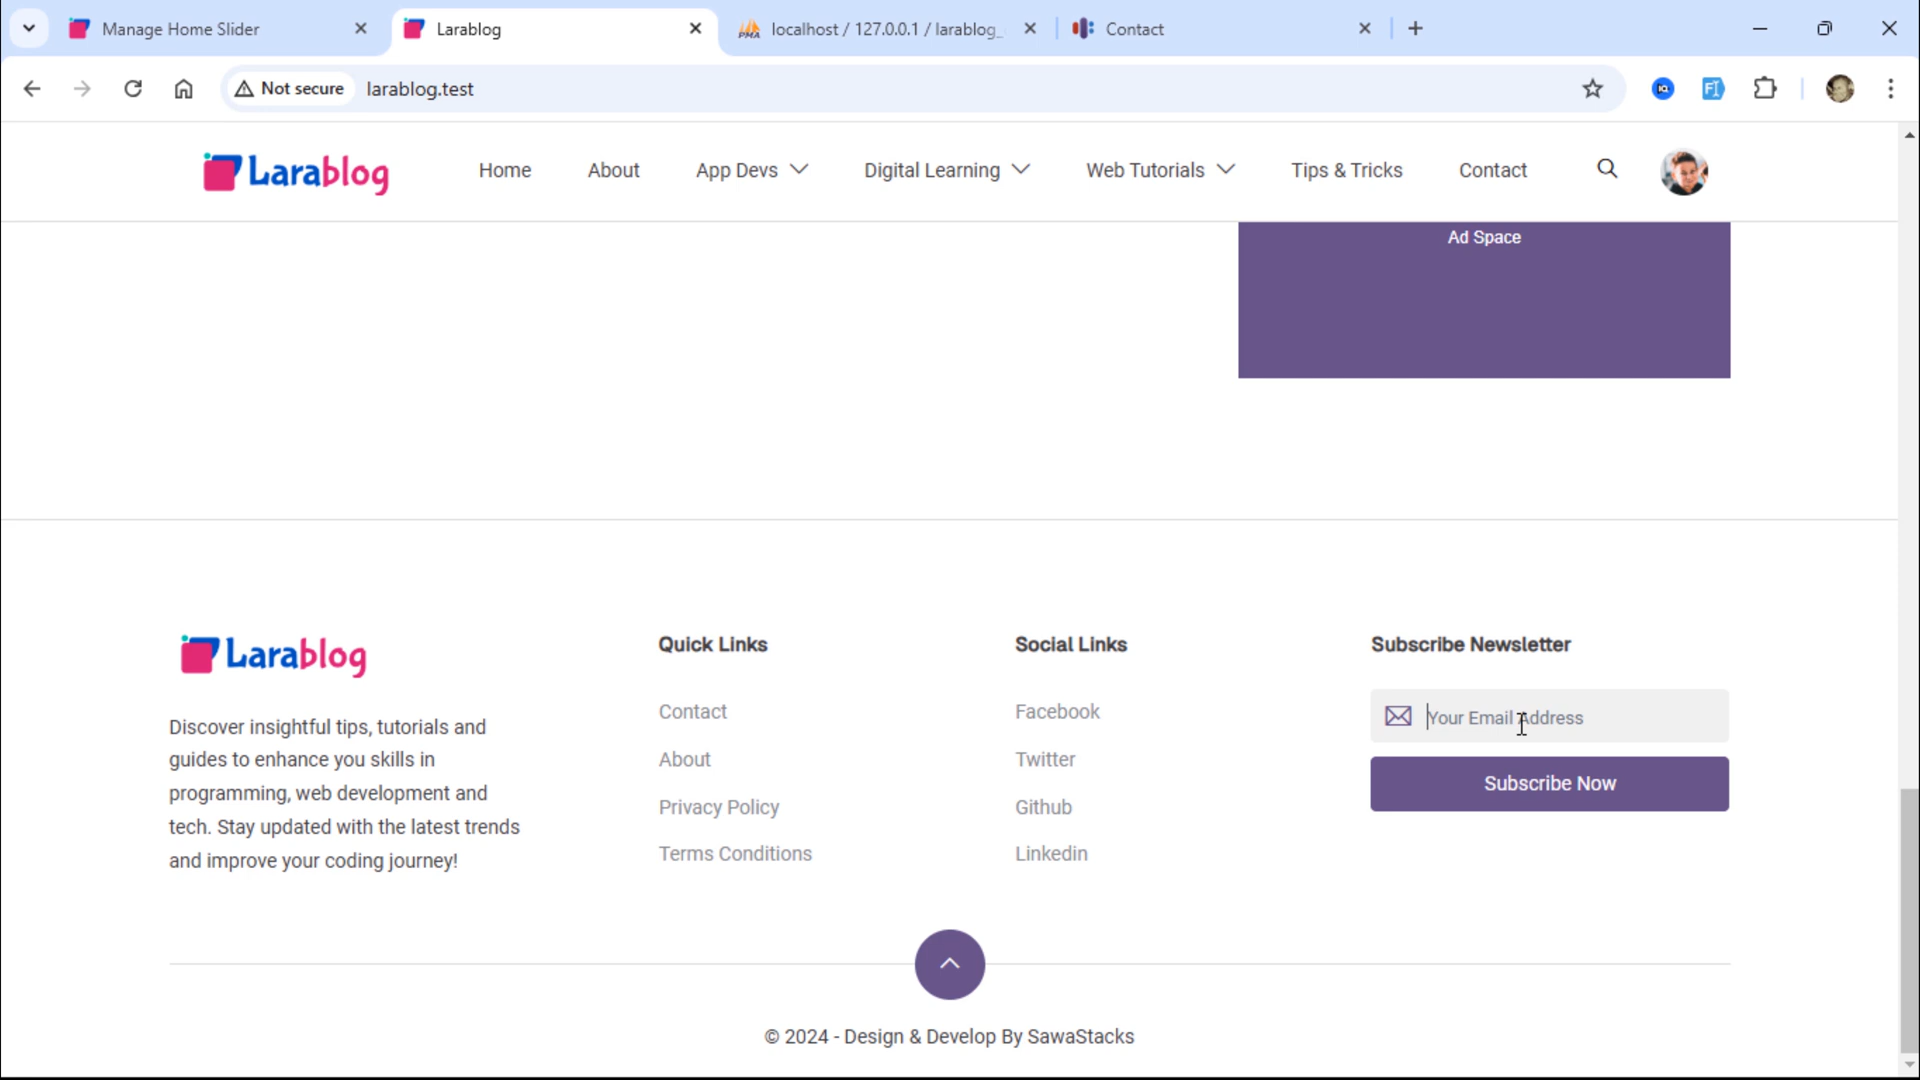 Manage Home Slider
Larablog
localhost / 127.0.0.1 / larablog_
Contact
Not secure
larablog.test
Larablog
Home
About
App Devs
Digital Learning
Web Tutorials
Tips & Tricks
Contact
Ad Space
Larablog
Discover insightful tips, tutorials and
guides to enhance you skills in
programming, web development and
tech. Stay updated with the latest trends
and improve your coding journey!
Quick Links
Contact
About
Privacy Policy
Terms Conditions
Social Links
Facebook
Twitter
Github
Linkedin
Subscribe Newsletter
Your Email Address
Subscribe Now
© 2024 - Design & Develop By SawaStacks